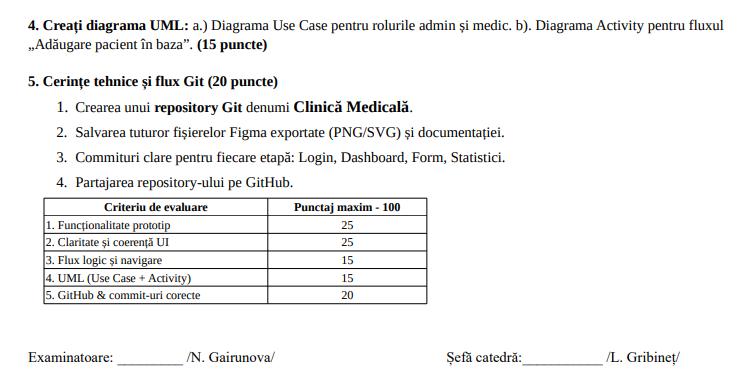 4. Creați diagrama UML: a.) Diagrama Use Case pentru rolurile admin și medic. b). Diagrama Activity pentru fluxul
„Adăugare pacient în baza”. (15 puncte)
5. Cerințe tehnice și flux Git (20 puncte)
1. Crearea unui repository Git denumi Clinică Medicală.
2. Salvarea tuturor fișierelor Figma exportate (PNG/SVG) și documentației.
3. Commituri clare pentru fiecare etapă: Login, Dashboard, Form, Statistici.
4. Partajarea repository-ului pe GitHub.
Criteriu de evaluare Punctaj maxim - 100
1. Funcționalitate prototip 25
2. Claritate și coerență UI 25
3. Flux logic și navigare 15
4. UML (Use Case + Activity) 15
5. GitHub & commit-uri corecte 20
Examinatoare: _________ /N. Gairunova/ Șefă catedră:___________ /L. Gribineț/